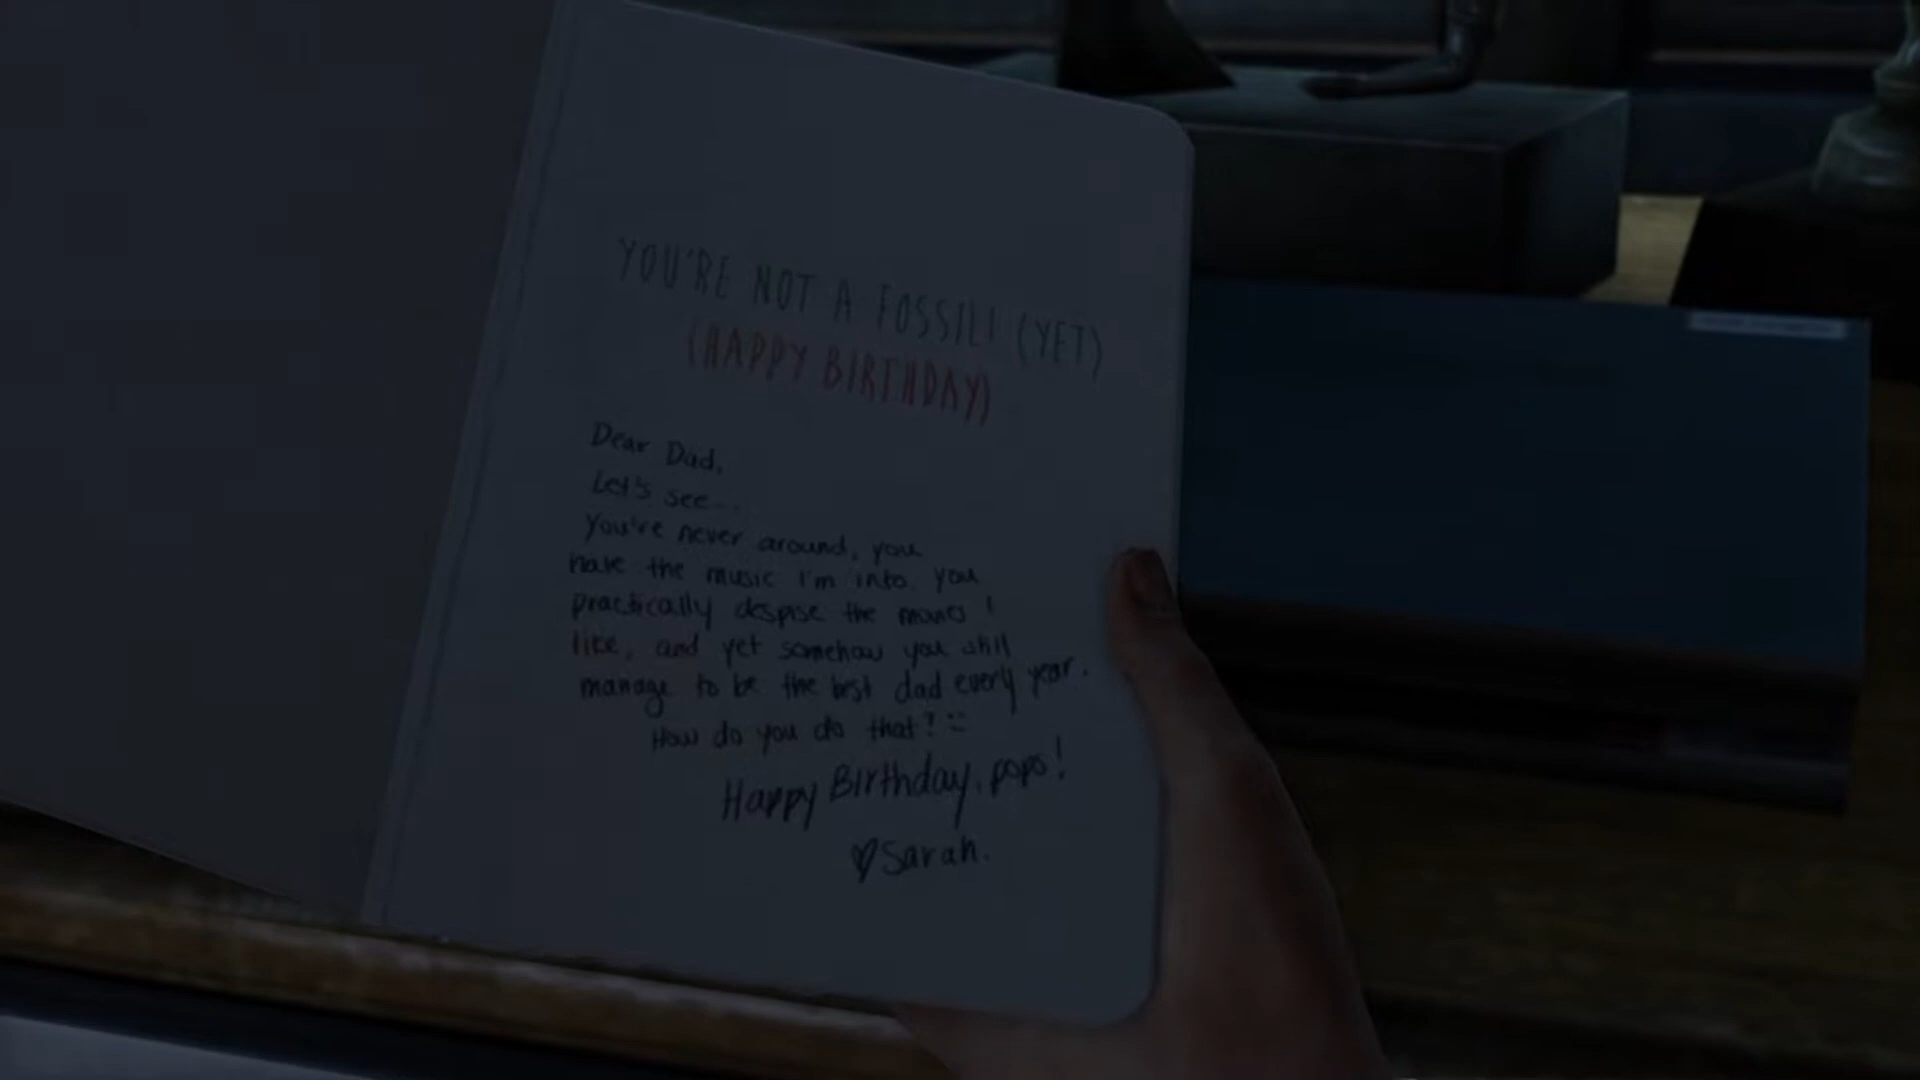 YOU'RE NOT A FOSSIL! (YET)
(HAPPY BIRTHDAY)
Dear Dad,
Let's see...
You're never around, you
hate the music I'm into. you
practically despise the movies I
like, and yet somehow you still
manage to be the best dad every year.
How do you do that? :)
Happy Birthday, pops!
♡ Sarah.